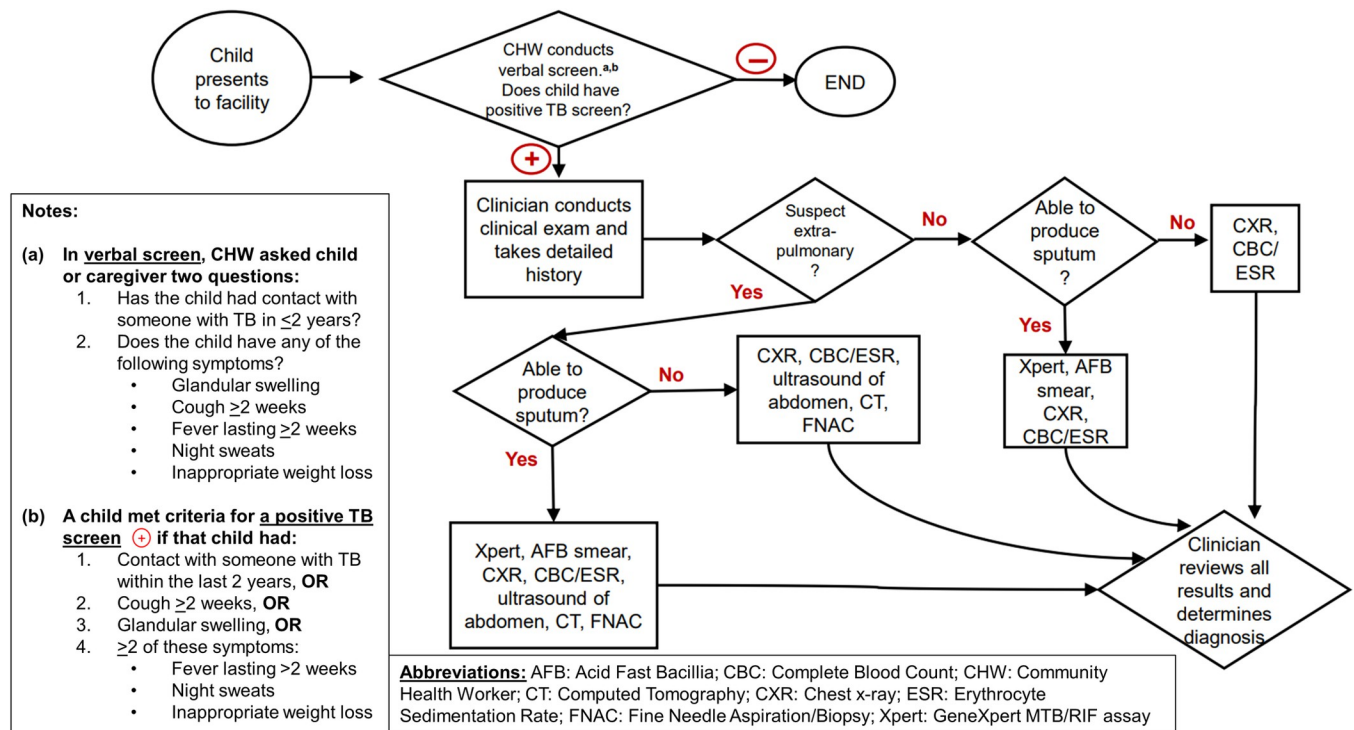 Child
presents
to facility
CHW conducts
verbal screen.a,b
Does child have
positive TB screen?
−
END
+
Clinician conducts
clinical exam and
takes detailed
history
Suspect
extra-
pulmonary
?
No
Able to
produce
sputum
?
No
CXR,
CBC/
ESR
Yes
Yes
Able to
produce
sputum?
No
CXR, CBC/ESR,
ultrasound of
abdomen, CT,
FNAC
Xpert, AFB
smear,
CXR,
CBC/ESR
Yes
Xpert, AFB smear,
CXR, CBC/ESR,
ultrasound of
abdomen, CT, FNAC
Clinician
reviews all
results and
determines
diagnosis
Notes:
(a) In verbal screen, CHW asked child
or caregiver two questions:
1. Has the child had contact with
someone with TB in ≤2 years?
2. Does the child have any of the
following symptoms?
• Glandular swelling
• Cough ≥2 weeks
• Fever lasting ≥2 weeks
• Night sweats
• Inappropriate weight loss
(b) A child met criteria for a positive TB
screen + if that child had:
1. Contact with someone with TB
within the last 2 years, OR
2. Cough ≥2 weeks, OR
3. Glandular swelling, OR
4. ≥2 of these symptoms:
• Fever lasting >2 weeks
• Night sweats
• Inappropriate weight loss
Abbreviations: AFB: Acid Fast Bacillia; CBC: Complete Blood Count; CHW: Community
Health Worker; CT: Computed Tomography; CXR: Chest x-ray; ESR: Erythrocyte
Sedimentation Rate; FNAC: Fine Needle Aspiration/Biopsy; Xpert: GeneXpert MTB/RIF assay